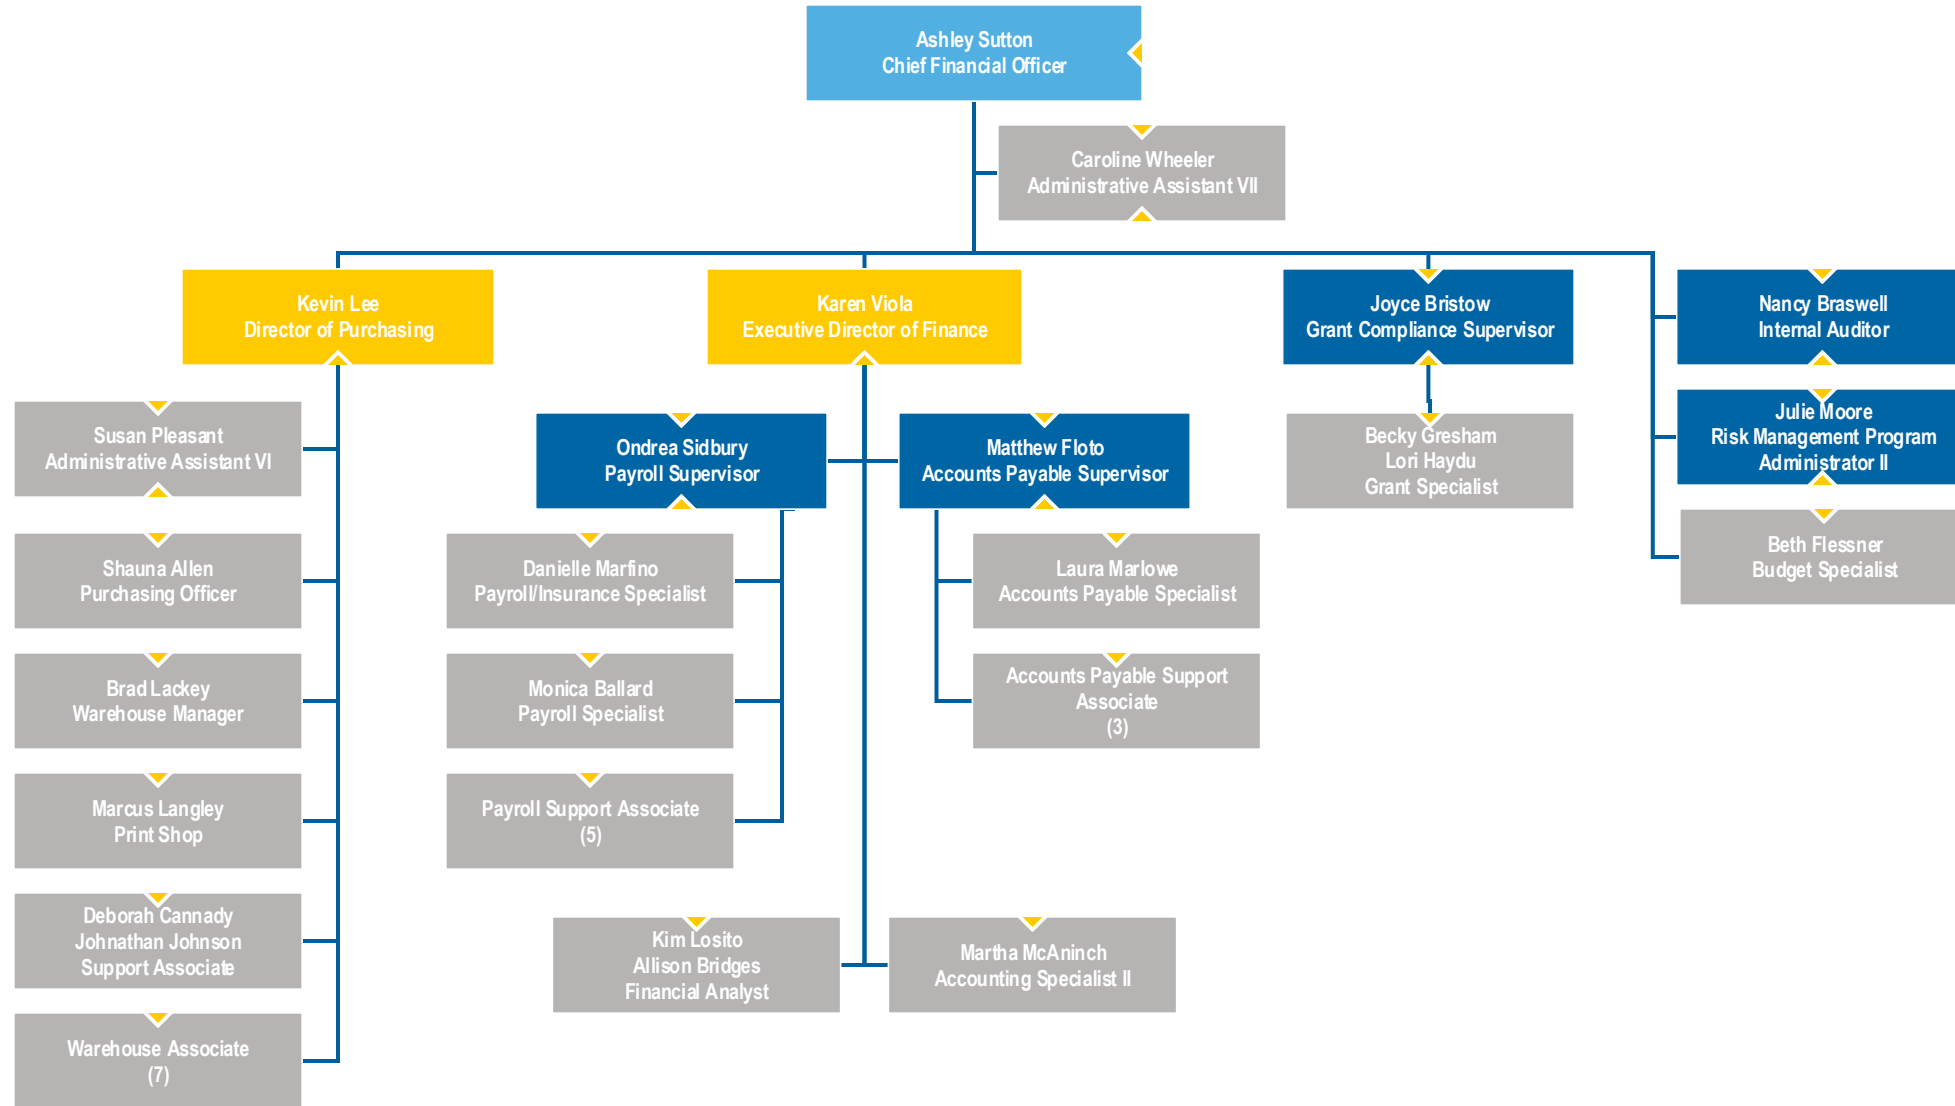 Ashley Sutton
Chief Financial Officer
Caroline Wheeler
Administrative Assistant VII
Kevin Lee
Director of Purchasing
Karen Viola
Executive Director of Finance
Joyce Bristow
Grant Compliance Supervisor
Nancy Braswell
Internal Auditor
Julie Moore
Risk Management Program
Administrator II
Beth Flessner
Budget Specialist
Susan Pleasant
Administrative Assistant VI
Shauna Allen
Purchasing Officer
Brad Lackey
Warehouse Manager
Marcus Langley
Print Shop
Deborah Cannady
Johnathan Johnson
Support Associate
Warehouse Associate
(7)
Ondrea Sidbury
Payroll Supervisor
Danielle Marfino
Payroll/Insurance Specialist
Monica Ballard
Payroll Specialist
Payroll Support Associate
(5)
Matthew Floto
Accounts Payable Supervisor
Laura Marlowe
Accounts Payable Specialist
Accounts Payable Support
Associate
(3)
Kim Losito
Allison Bridges
Financial Analyst
Martha McAninch
Accounting Specialist II
Becky Gresham
Lori Haydu
Grant Specialist